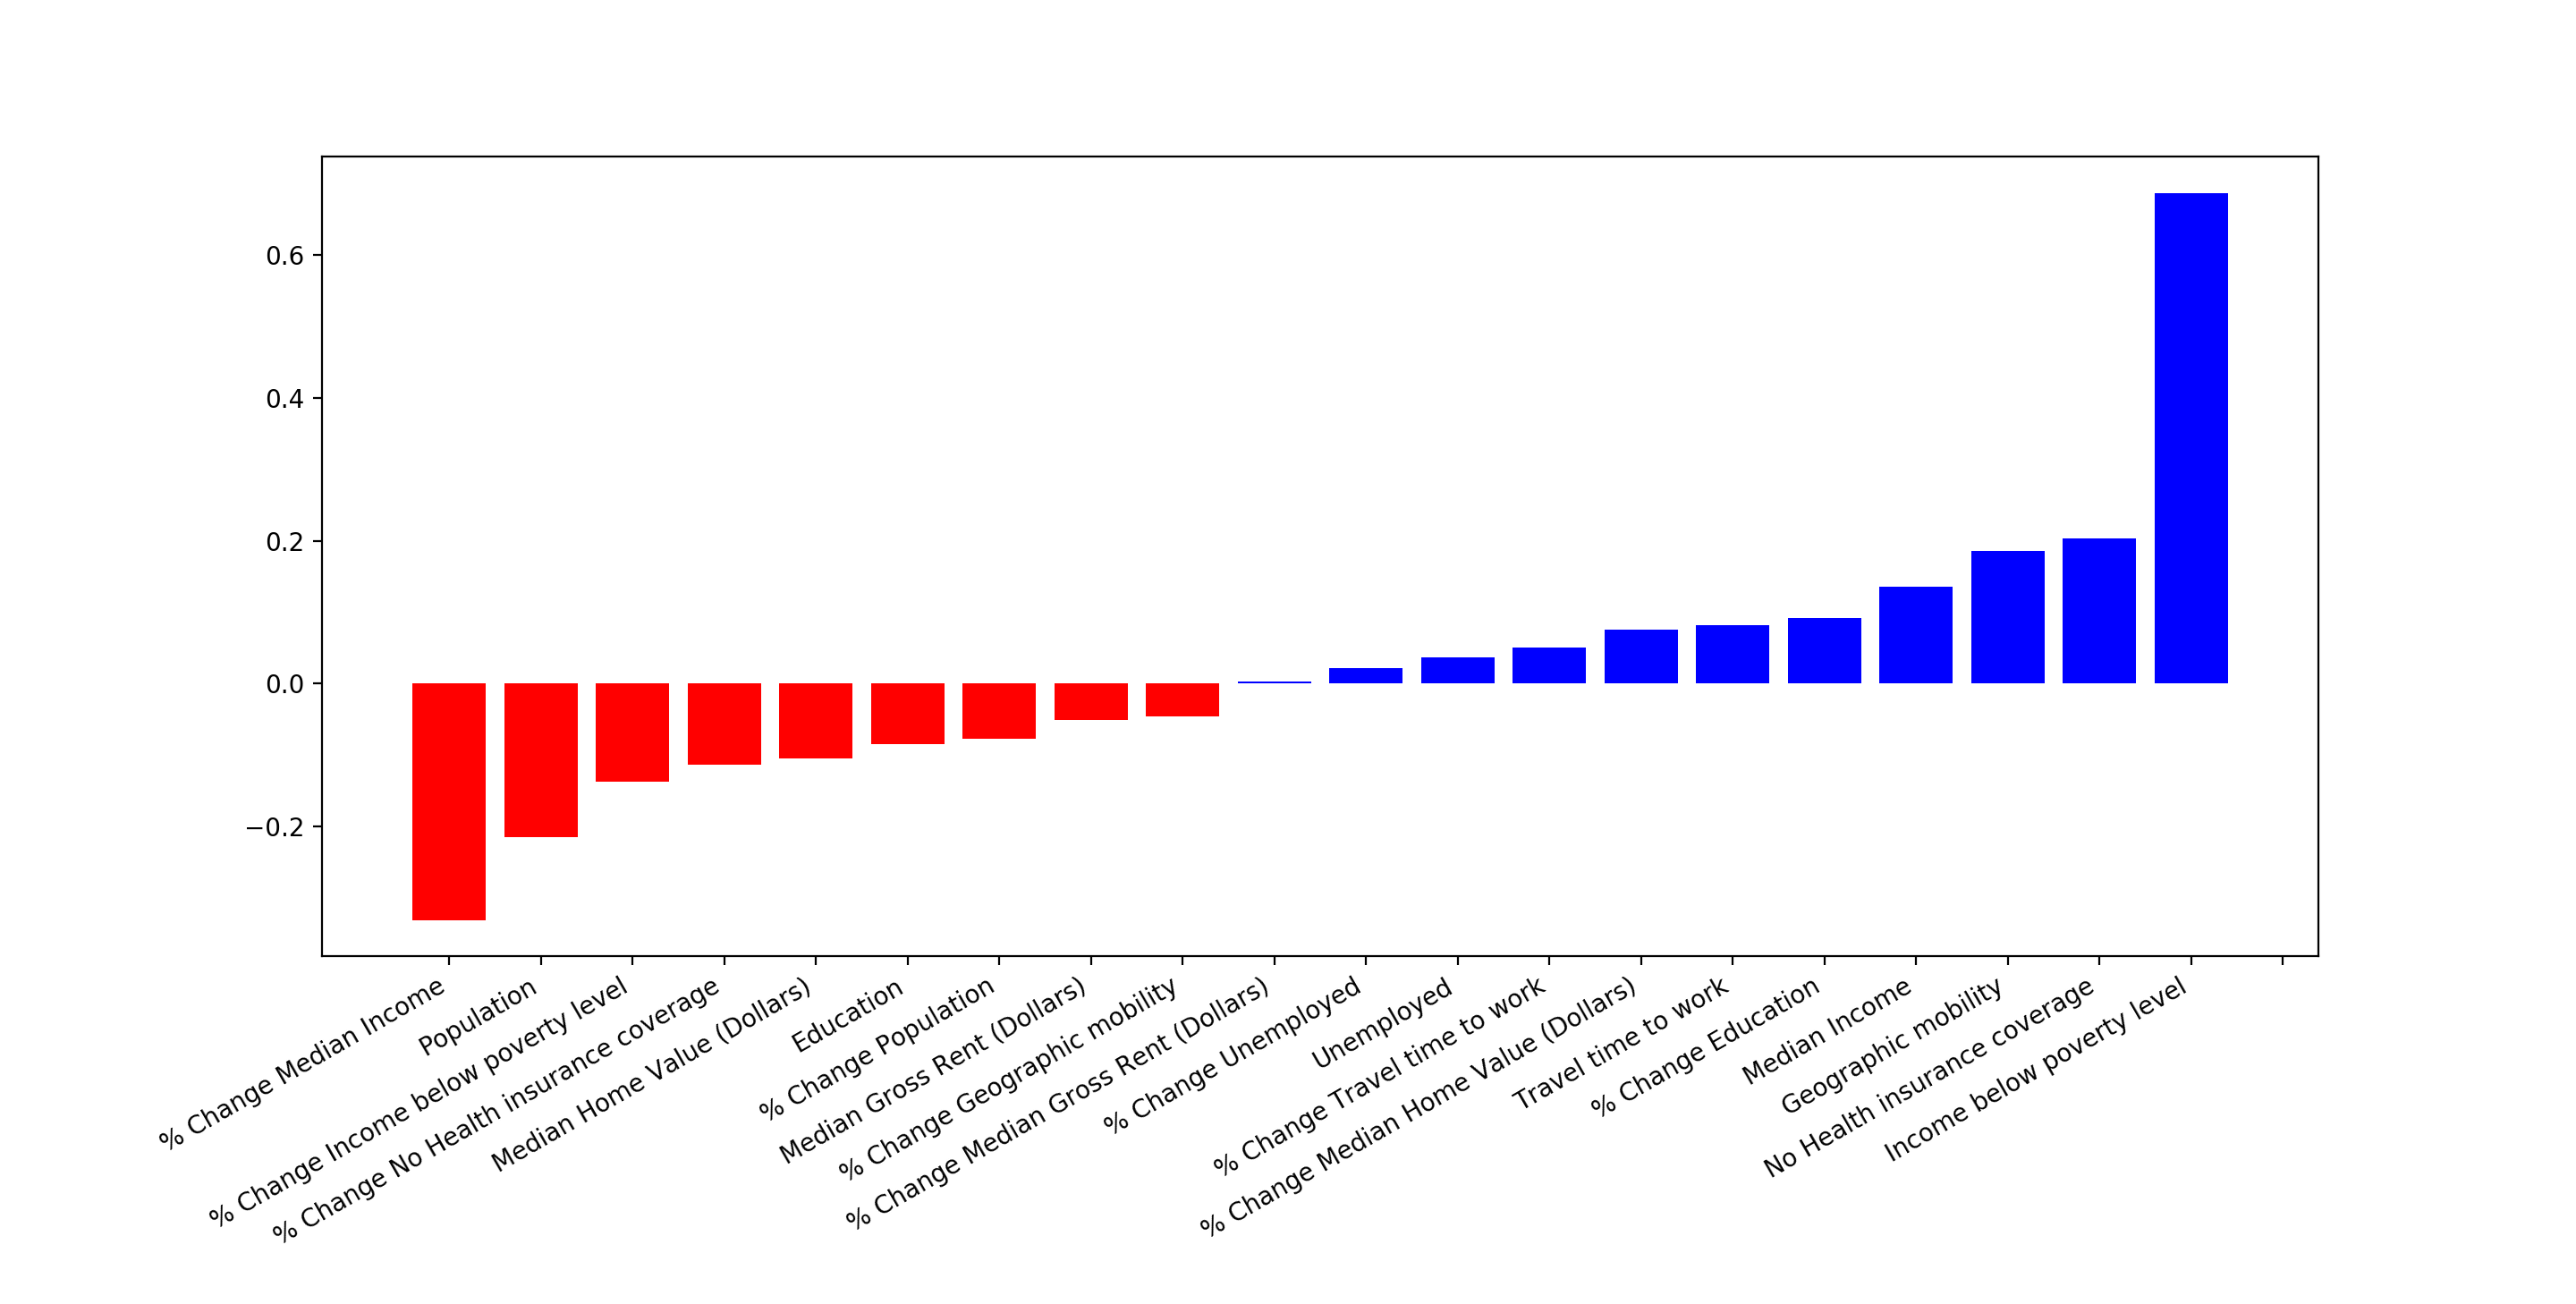 0.6
0.4
0.2
0.0
−0.2
% Change Median Income
Population
% Change Income below poverty level
% Change No Health insurance coverage
Median Home Value (Dollars)
Education
% Change Population
Median Gross Rent (Dollars)
% Change Geographic mobility
% Change Median Gross Rent (Dollars)
% Change Unemployed
Unemployed
% Change Travel time to work
% Change Median Home Value (Dollars)
Travel time to work
% Change Education
Median Income
Geographic mobility
No Health insurance coverage
Income below poverty level